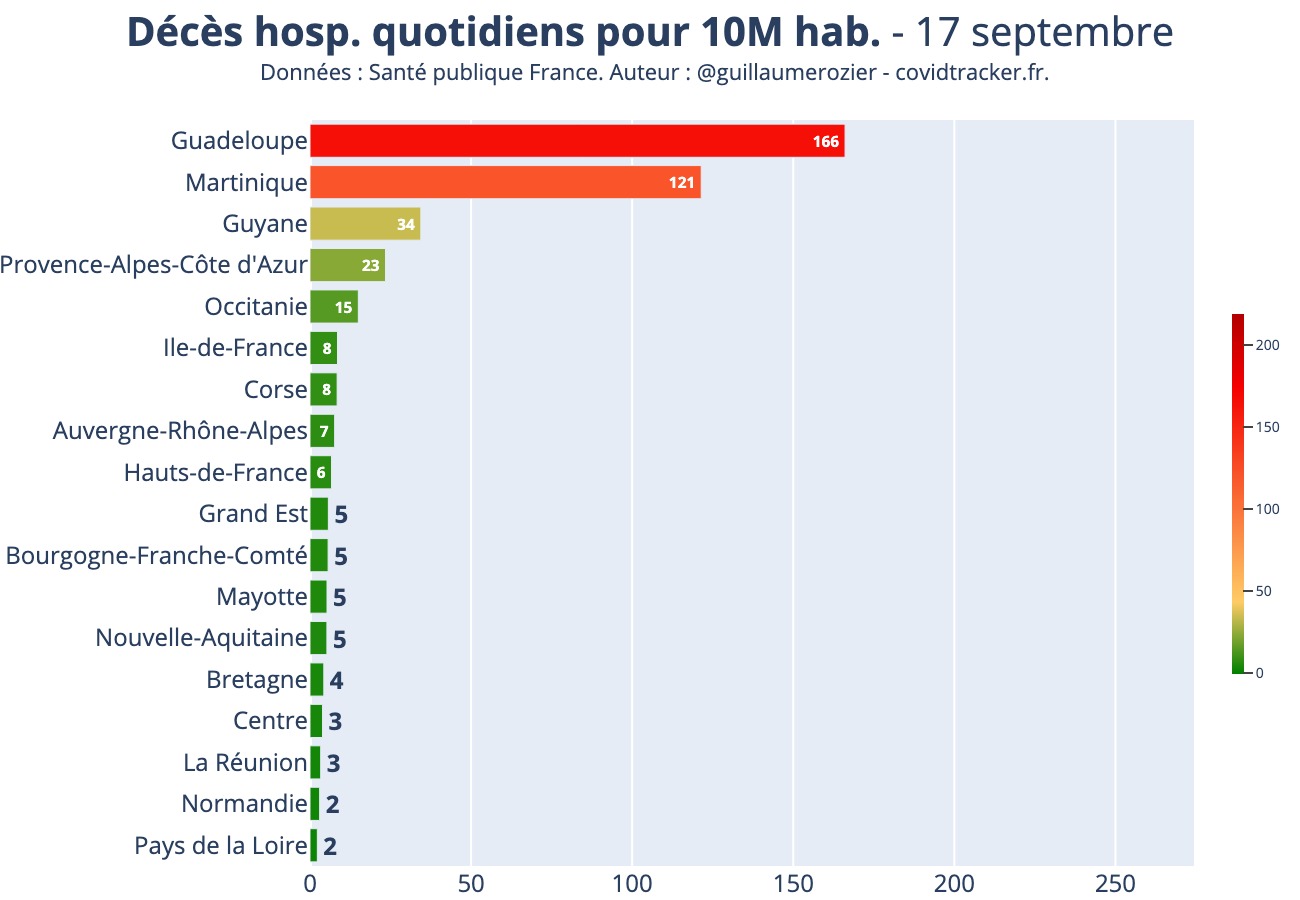 Décès hosp. quotidiens pour 10M hab. - 17 septembre
Données : Santé publique France. Auteur : @guillaumerozier - covidtracker.fr.
Guadeloupe 166
Martinique 121
Guyane 34
Provence-Alpes-Côte d'Azur 23
Occitanie 15
Ile-de-France 8
Corse 8
Auvergne-Rhône-Alpes 7
Hauts-de-France 6
Grand Est 5
Bourgogne-Franche-Comté 5
Mayotte 5
Nouvelle-Aquitaine 5
Bretagne 4
Centre 3
La Réunion 3
Normandie 2
Pays de la Loire 2
0 50 100 150 200 250
200
150
100
50
0